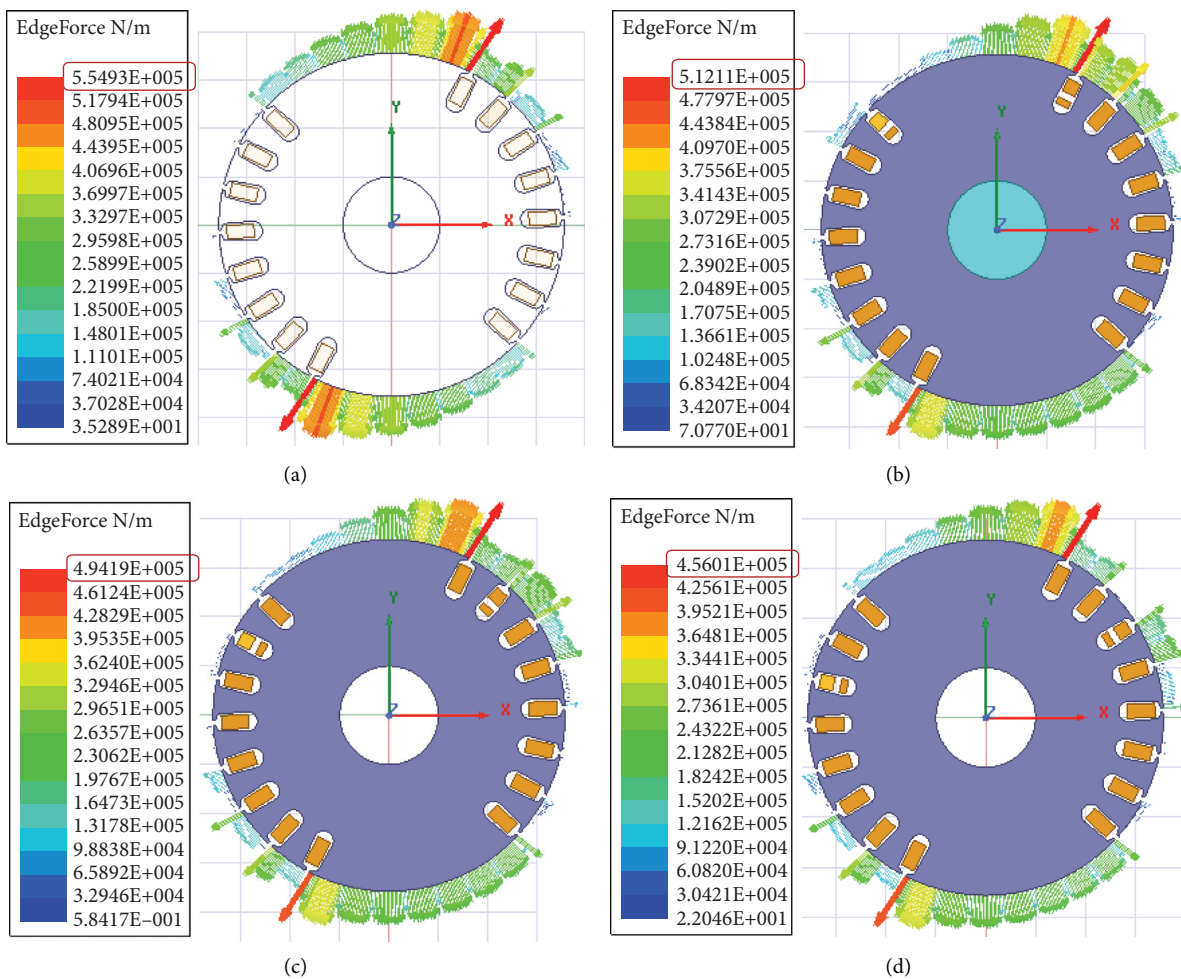 EdgeForce N/m
5.5493E+005
5.1794E+005
4.8095E+005
4.4395E+005
4.0696E+005
3.6997E+005
3.3297E+005
2.9598E+005
2.5899E+005
2.2199E+005
1.8500E+005
1.4801E+005
1.1101E+005
7.4021E+004
3.7028E+004
3.5289E+001
Y
Z
X
(a)
EdgeForce N/m
5.1211E+005
4.7797E+005
4.4384E+005
4.0970E+005
3.7556E+005
3.4143E+005
3.0729E+005
2.7316E+005
2.3902E+005
2.0489E+005
1.7075E+005
1.3661E+005
1.0248E+005
6.8342E+004
3.4207E+004
7.0770E+001
Y
Z
X
(b)
EdgeForce N/m
4.9419E+005
4.6124E+005
4.2829E+005
3.9535E+005
3.6240E+005
3.2946E+005
2.9651E+005
2.6357E+005
2.3062E+005
1.9767E+005
1.6473E+005
1.3178E+005
9.8838E+004
6.5892E+004
3.2946E+004
5.8417E−001
Y
Z
X
(c)
EdgeForce N/m
4.5601E+005
4.2561E+005
3.9521E+005
3.6481E+005
3.3441E+005
3.0401E+005
2.7361E+005
2.4322E+005
2.1282E+005
1.8242E+005
1.5202E+005
1.2162E+005
9.1220E+004
6.0820E+004
3.0421E+004
2.2046E+001
Y
Z
X
(d)